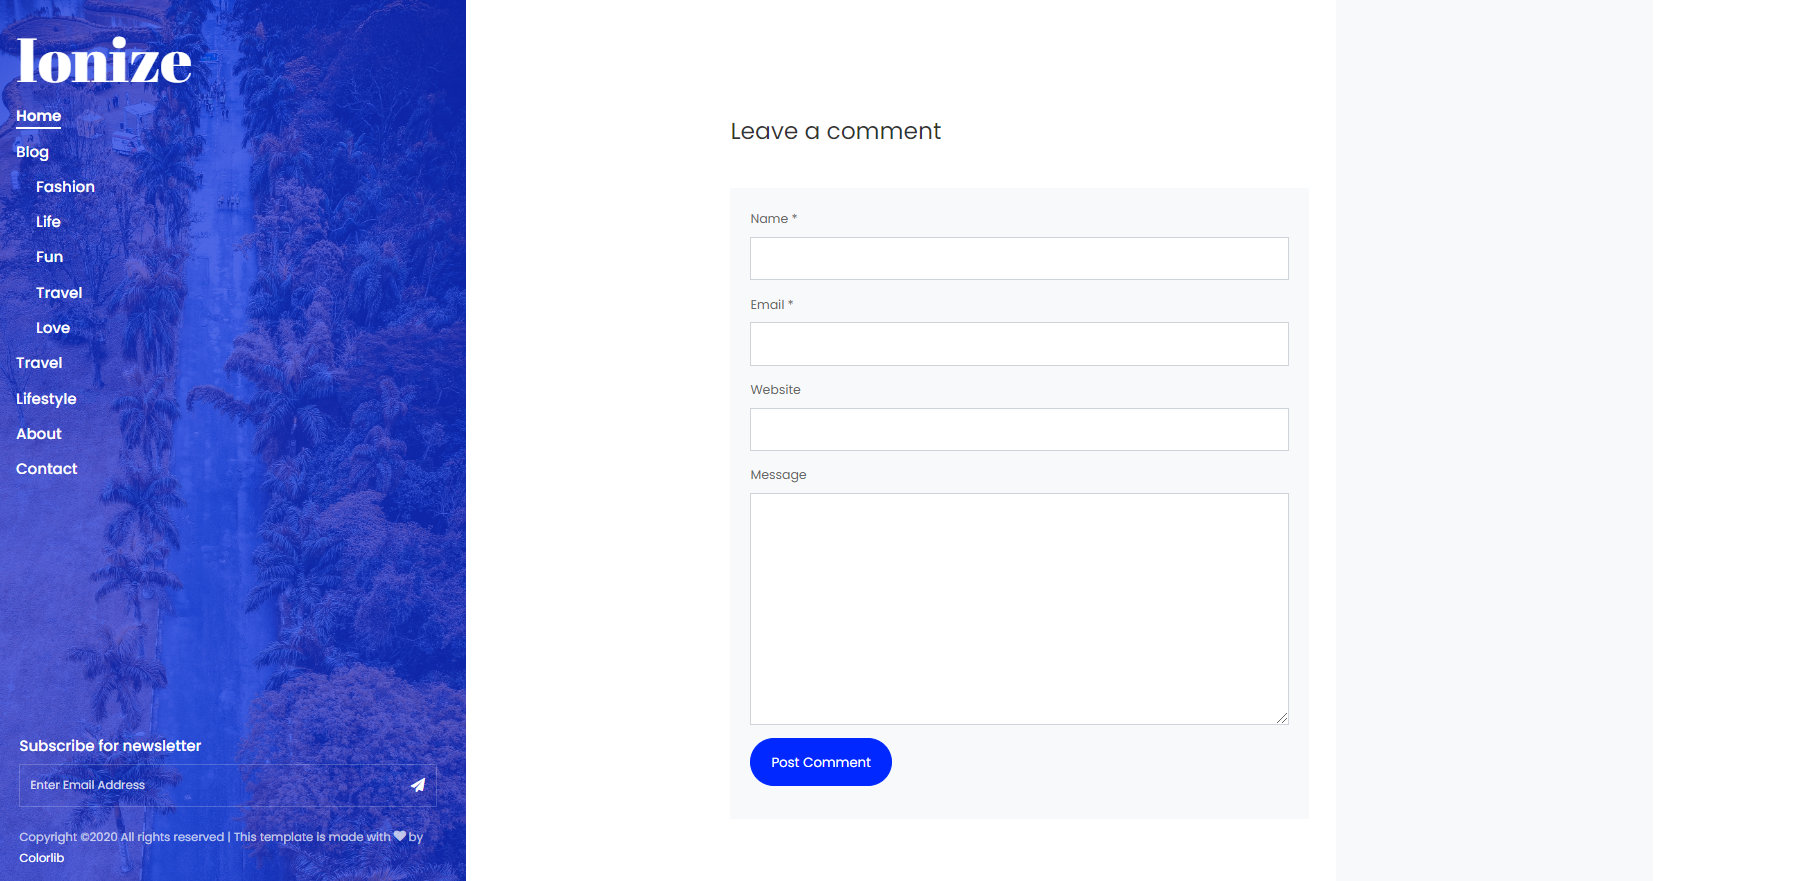 Ionize
Home
Blog
Fashion
Life
Fun
Travel
Love
Travel
Lifestyle
About
Contact
Subscribe for newsletter
Enter Email Address
Copyright ©2020 All rights reserved | This template is made with ♥ by
Colorlib
Leave a comment
Name *
Email *
Website
Message
Post Comment